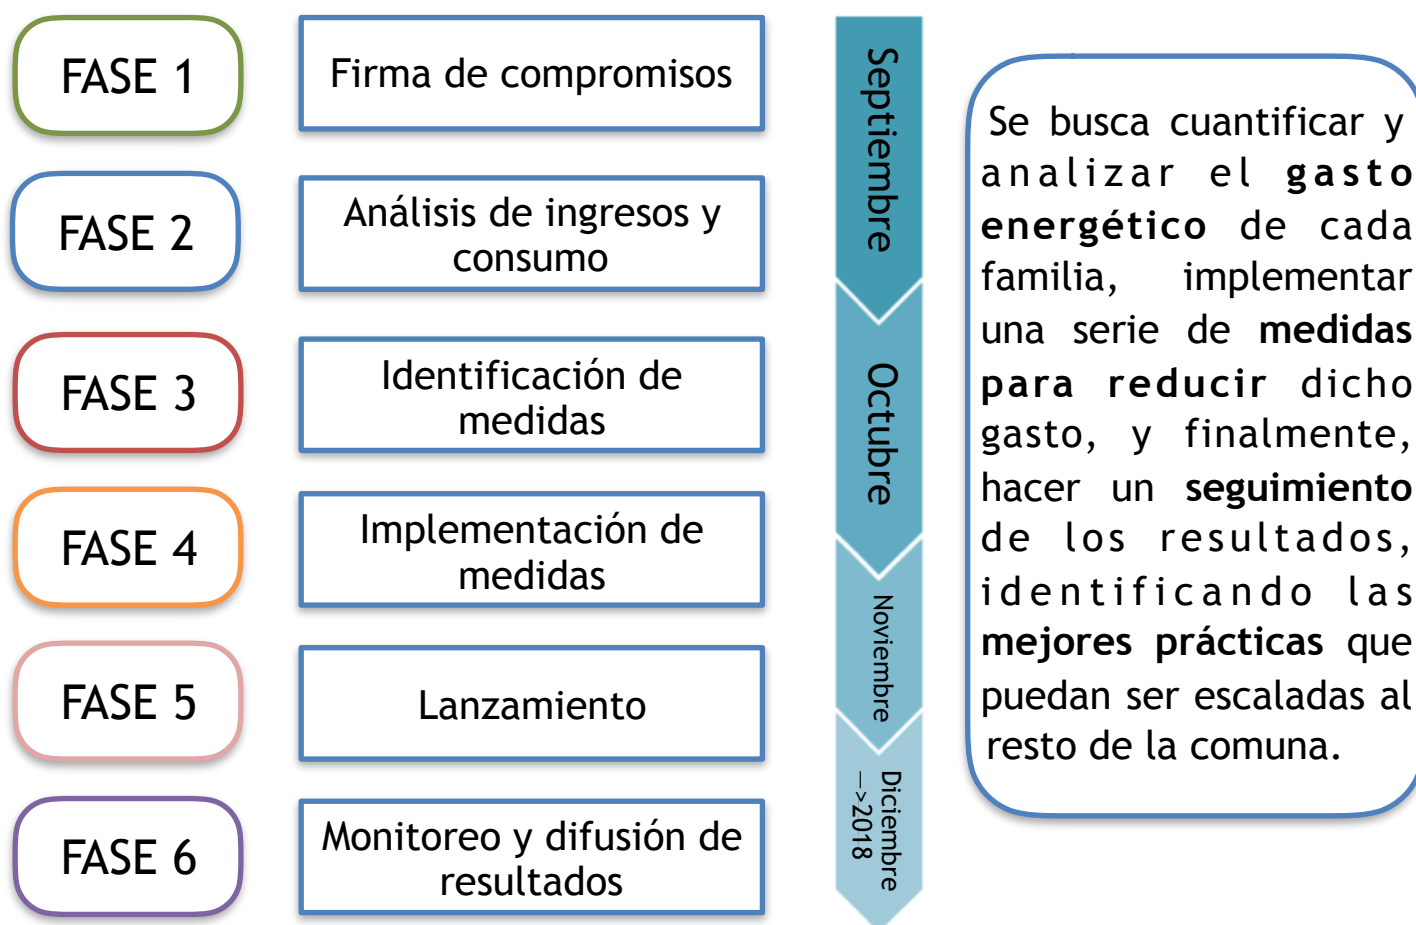 FASE 1
Firma de compromisos
FASE 2
Análisis de ingresos y
consumo
FASE 3
Identificación de
medidas
FASE 4
Implementación de
medidas
FASE 5
Lanzamiento
FASE 6
Monitoreo y difusión de
resultados
Septiembre
Octubre
Noviembre
Diciembre
—>2018
Se busca cuantificar y
analizar el gasto
energético de cada
familia, implementar
una serie de medidas
para reducir dicho
gasto, y finalmente,
hacer un seguimiento
de los resultados,
identificando las
mejores prácticas que
puedan ser escaladas al
resto de la comuna.